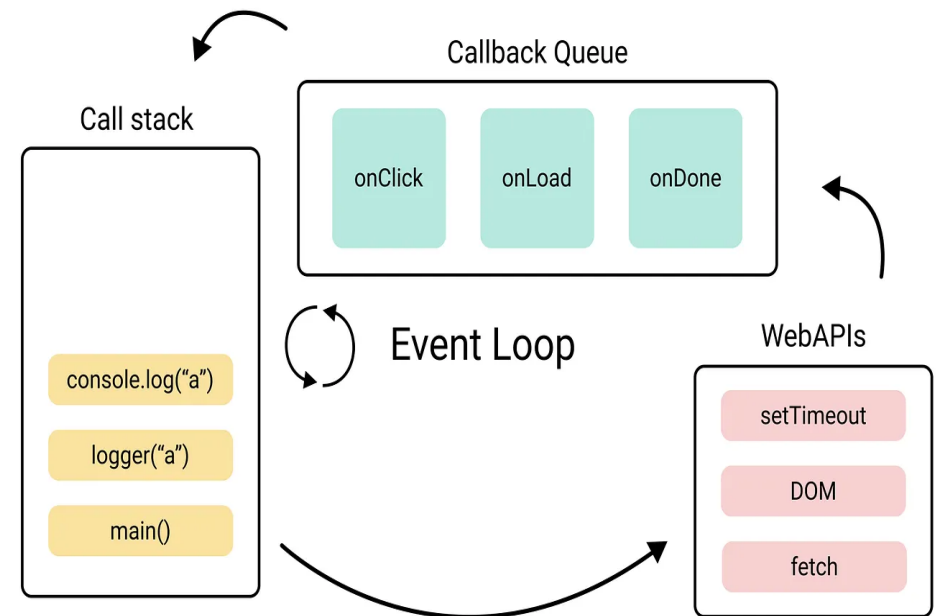 Callback Queue
onClick
onLoad
onDone
Call stack
console.log(“a”)
logger(“a”)
main()
Event Loop
WebAPIs
setTimeout
DOM
fetch